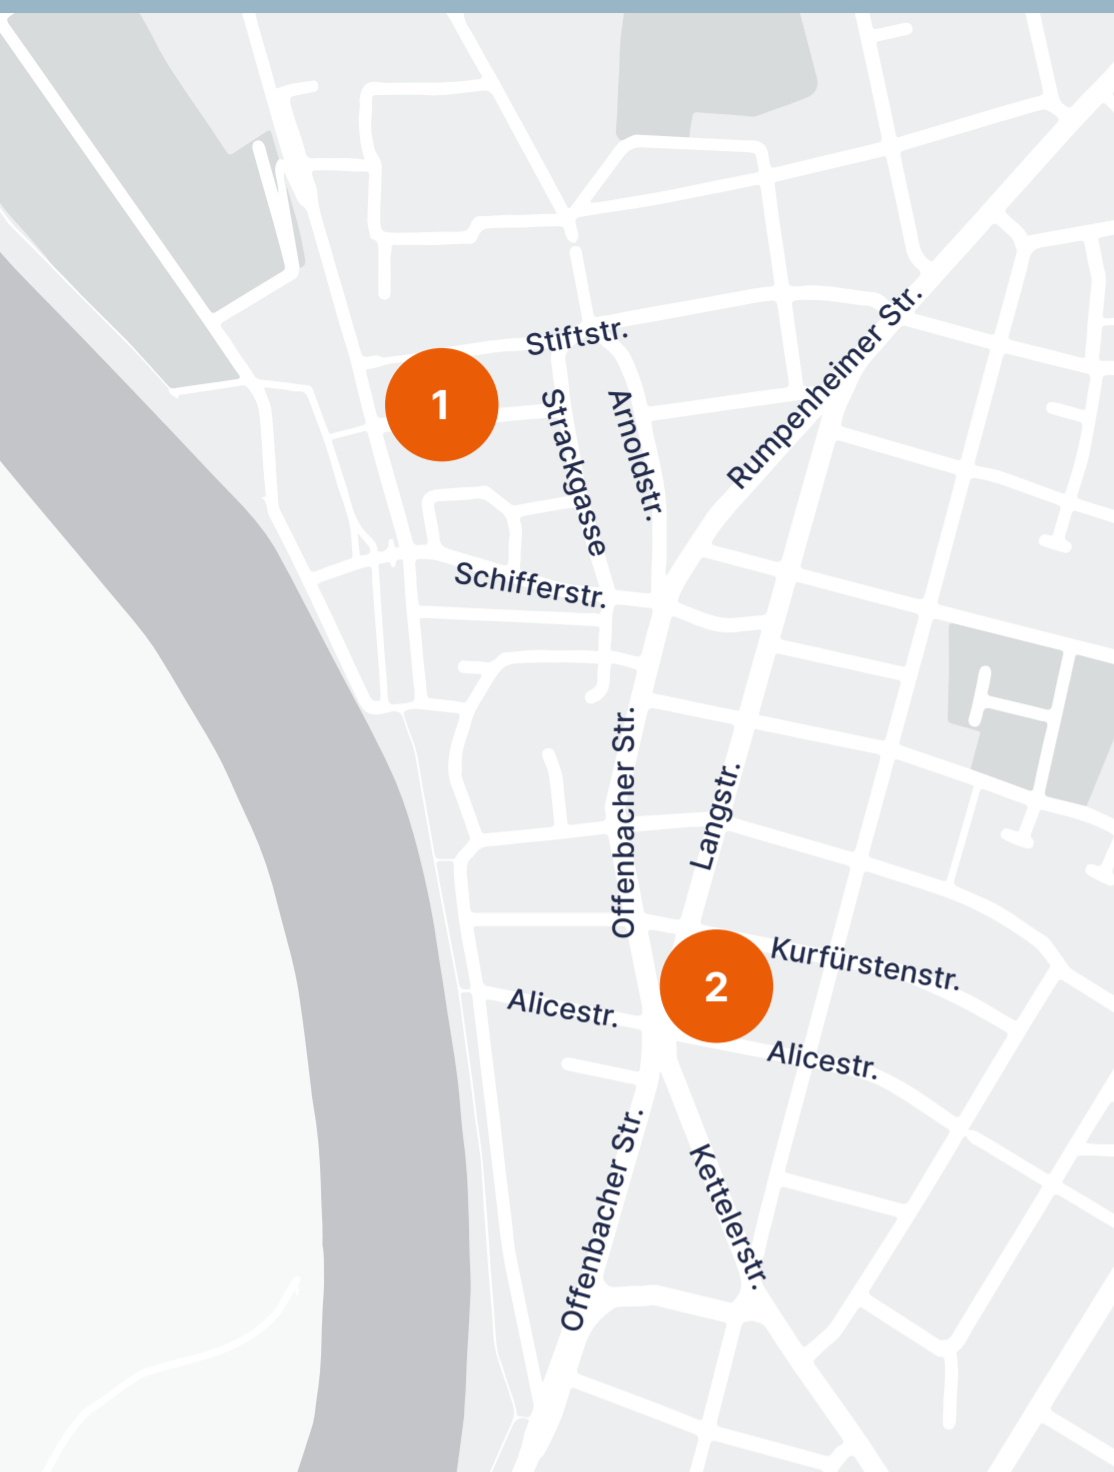 Stiftstr.
Rumpenheimer Str.
1
Strackgasse
Arnoldstr.
Schifferstr.
Offenbacher Str.
Langstr.
Kurfürstenstr.
2
Alicestr.
Alicestr.
Offenbacher Str.
Kettelerstr.